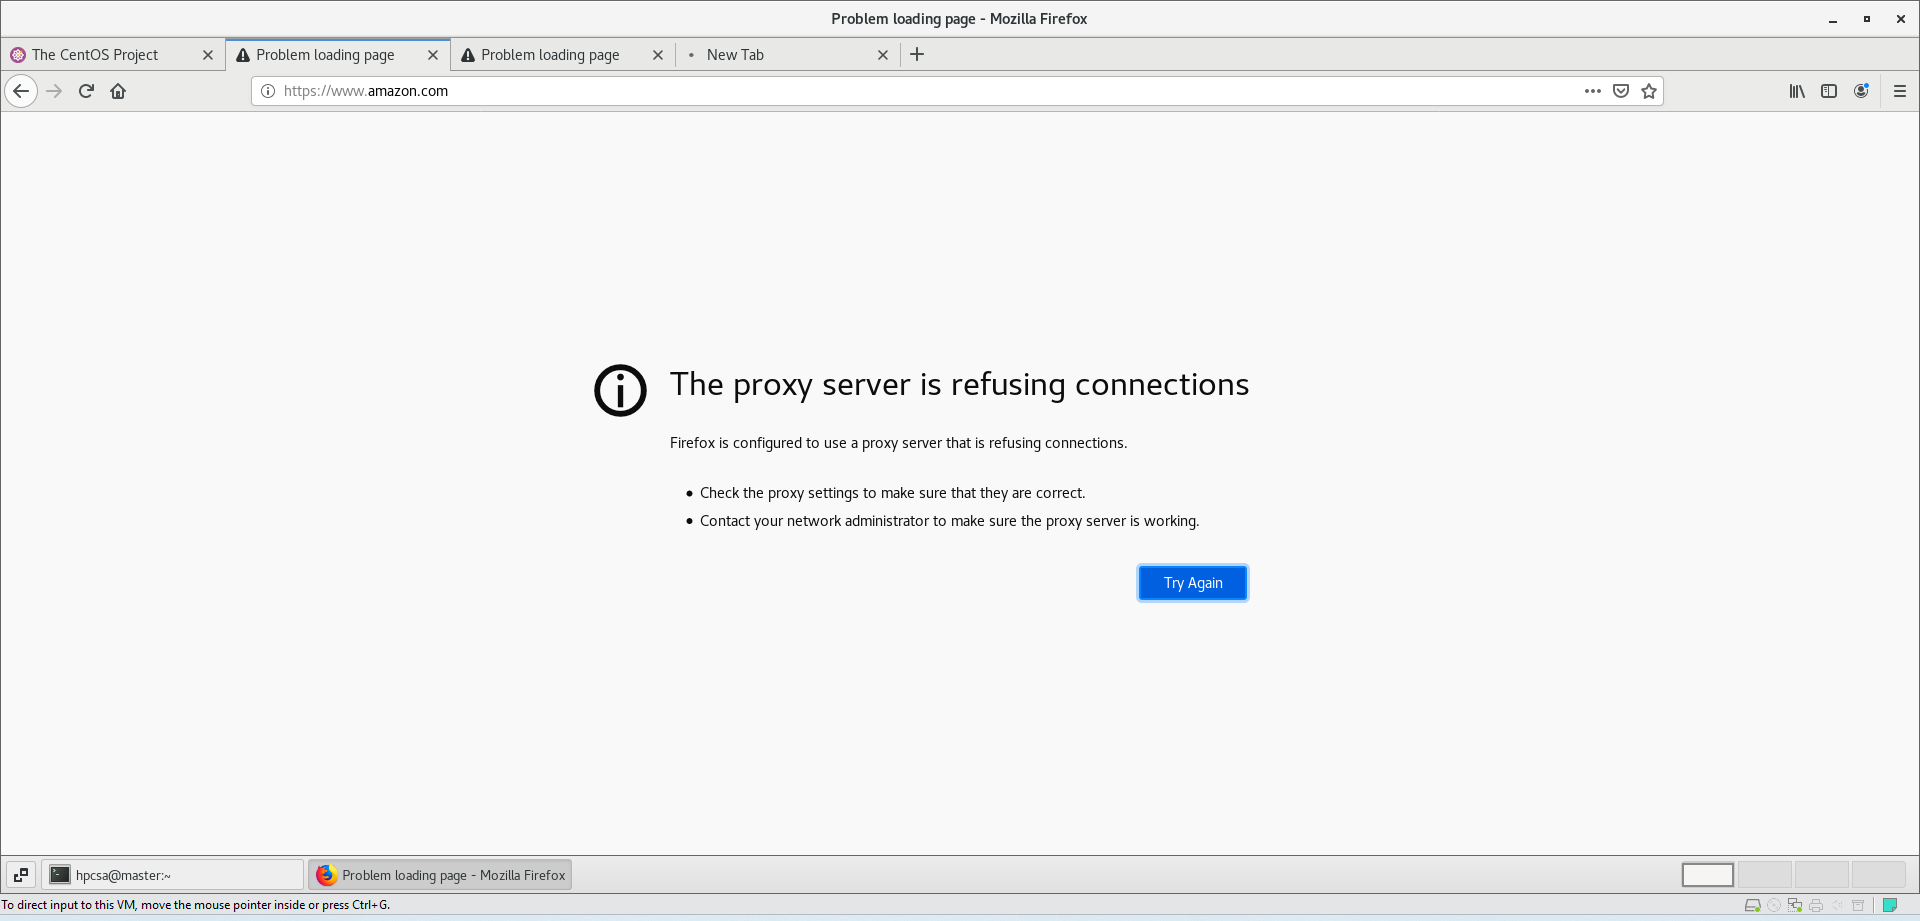 Problem loading page - Mozilla Firefox
The CentOS Project
Problem loading page
Problem loading page
New Tab
https://www.amazon.com
The proxy server is refusing connections
Firefox is configured to use a proxy server that is refusing connections.
Check the proxy settings to make sure that they are correct.
Contact your network administrator to make sure the proxy server is working.
Try Again
hpcsa@master:~
Problem loading page - Mozilla Firefox
To direct input to this VM, move the mouse pointer inside or press Ctrl+G.